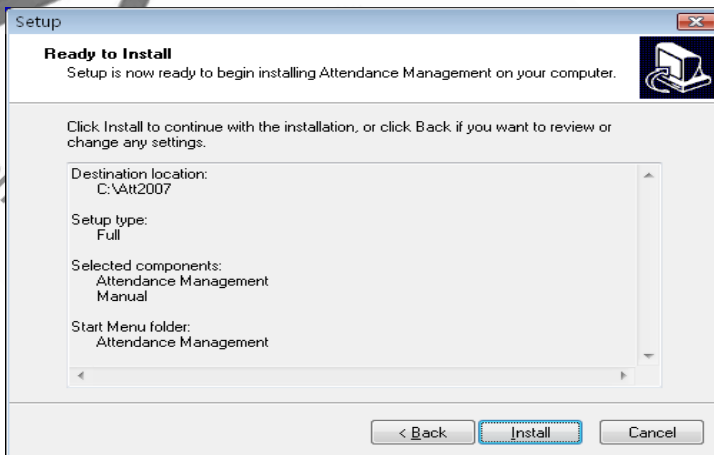 Setup
Ready to Install
Setup is now ready to begin installing Attendance Management on your computer.
Click Install to continue with the installation, or click Back if you want to review or
change any settings.
Destination location:
C:\Att2007
Setup type:
Full
Selected components:
Attendance Management
Manual
Start Menu folder:
Attendance Management
< Back
Install
Cancel